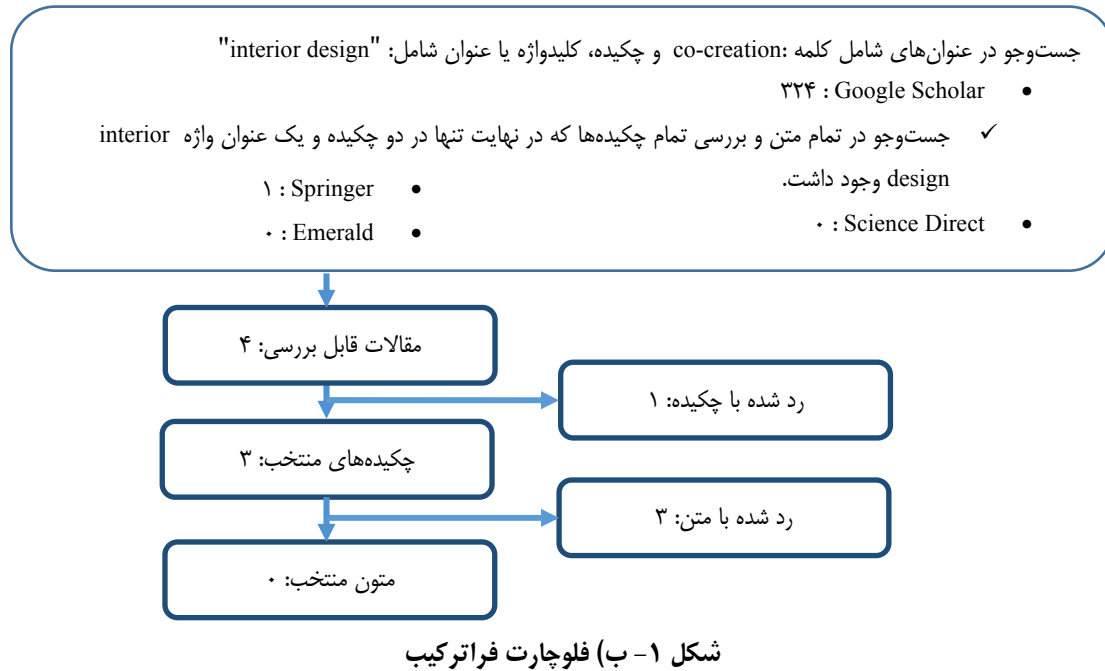 جست‌وجو در عنوان‌های شامل کلمه :co-creation و چکیده، کلیدواژه یا عنوان شامل: "interior design"
• Google Scholar : ۳۲۴
✓ جست‌وجو در تمام متن و بررسی تمام چکیده‌ها که در نهایت تنها در دو چکیده و یک عنوان واژه interior
design وجود داشت.
• Science Direct : ۰
• Springer : ۱
• Emerald : ۰
مقالات قابل بررسی: ۴
رد شده با چکیده: ۱
چکیده‌های منتخب: ۳
رد شده با متن: ۳
متون منتخب: ۰
شکل ۱- ب) فلوچارت فراترکیب